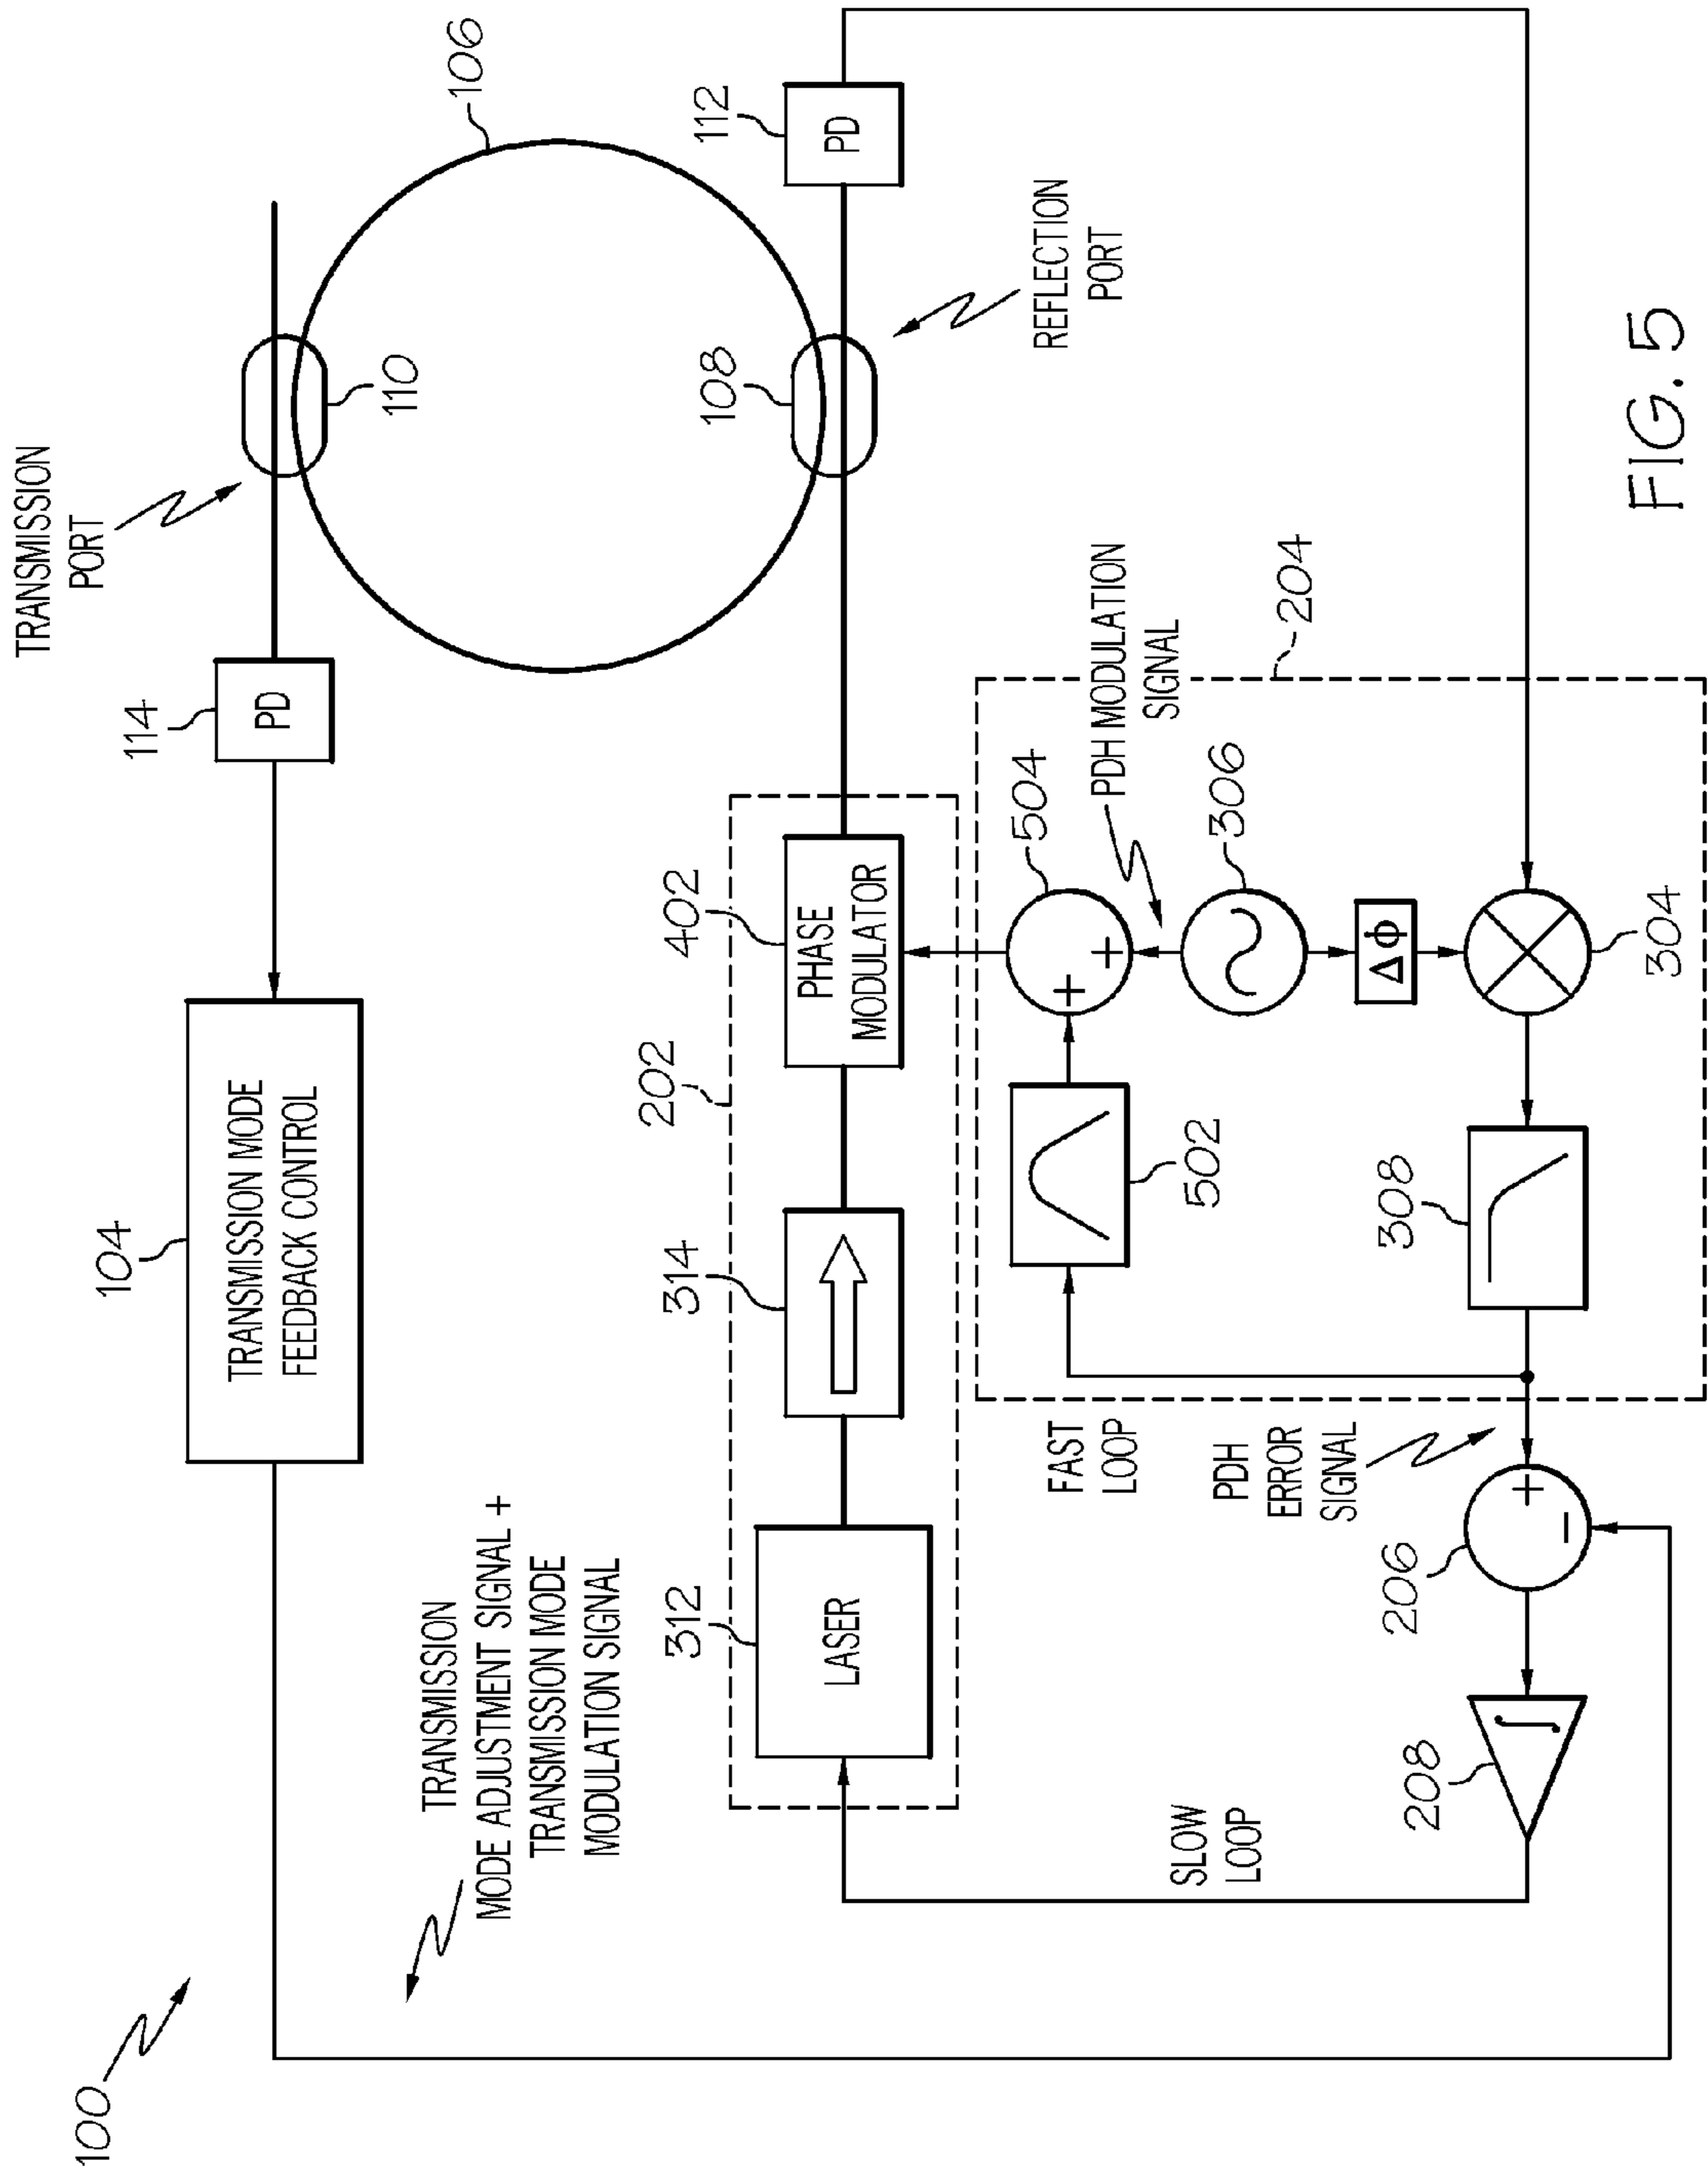 100
TRANSMISSION
MODE ADJUSTMENT SIGNAL +
TRANSMISSION MODE
MODULATION SIGNAL
104
TRANSMISSION MODE
FEEDBACK CONTROL
114
PD
TRANSMISSION
PORT
110
106
202
312
LASER
314
402
PHASE
MODULATOR
108
112
PD
REFLECTION
PORT
SLOW
LOOP
FAST
LOOP
502
504
+
+
PDH MODULATION
SIGNAL
204
306
Δϕ
PDH
ERROR
SIGNAL
208
∫
206
+
−
308
304
FIG. 5